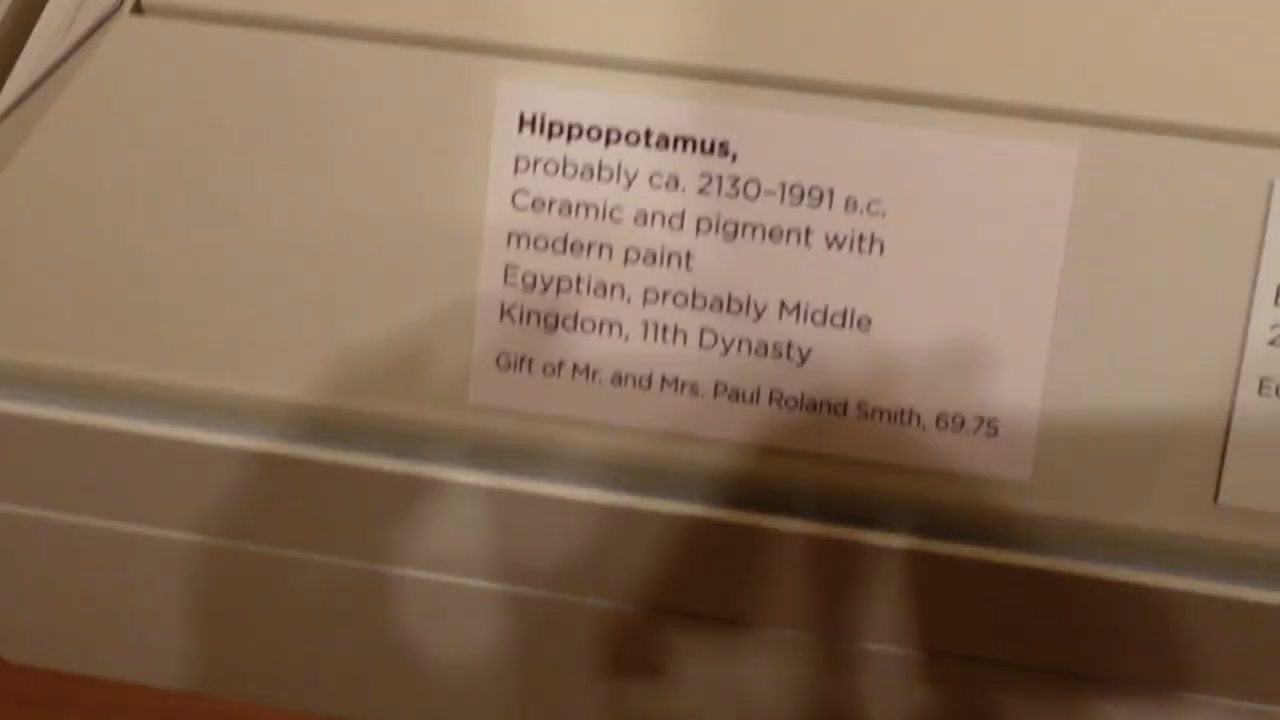 Hippopotamus,
probably ca. 2130–1991 B.C.
Ceramic and pigment with
modern paint
Egyptian, probably Middle
Kingdom, 11th Dynasty
Gift of Mr. and Mrs. Paul Roland Smith, 69.75